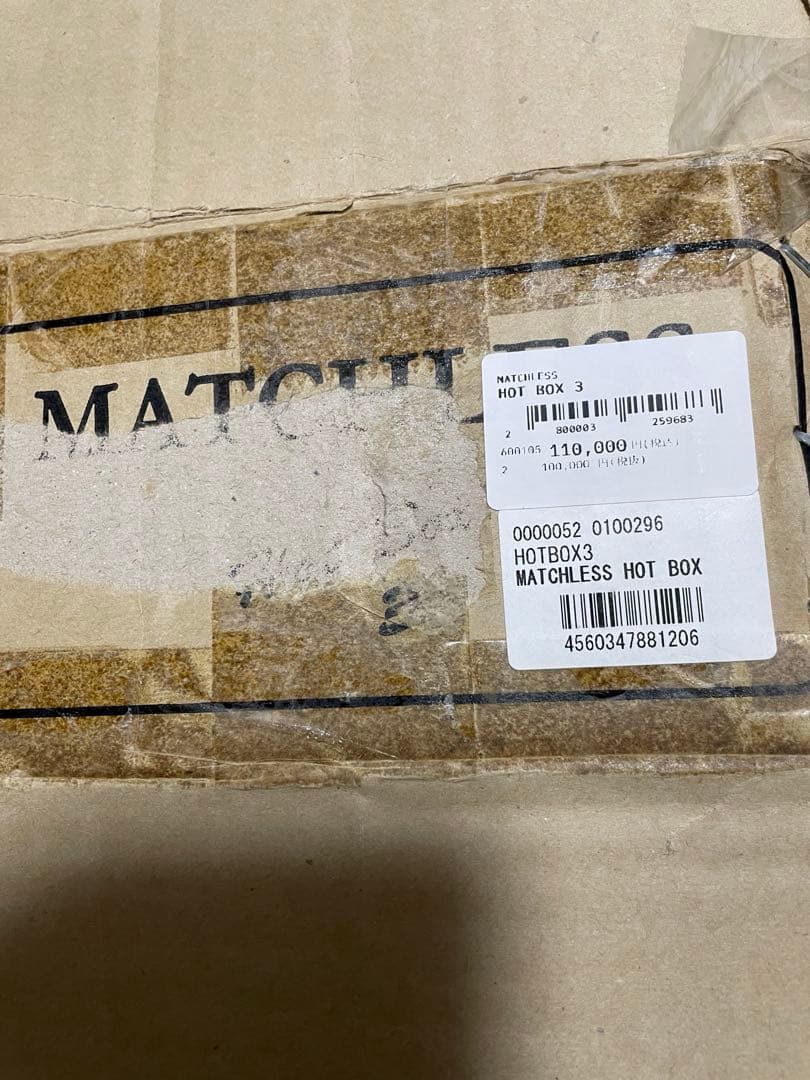 MATCHLESS
MATCHLESS
HOT BOX 3
2 800003 259683
600105 110,000 円(税込)
2 100,000 円(税抜)
0000052 0100296
HOTBOX3
MATCHLESS HOT BOX
4560347881206